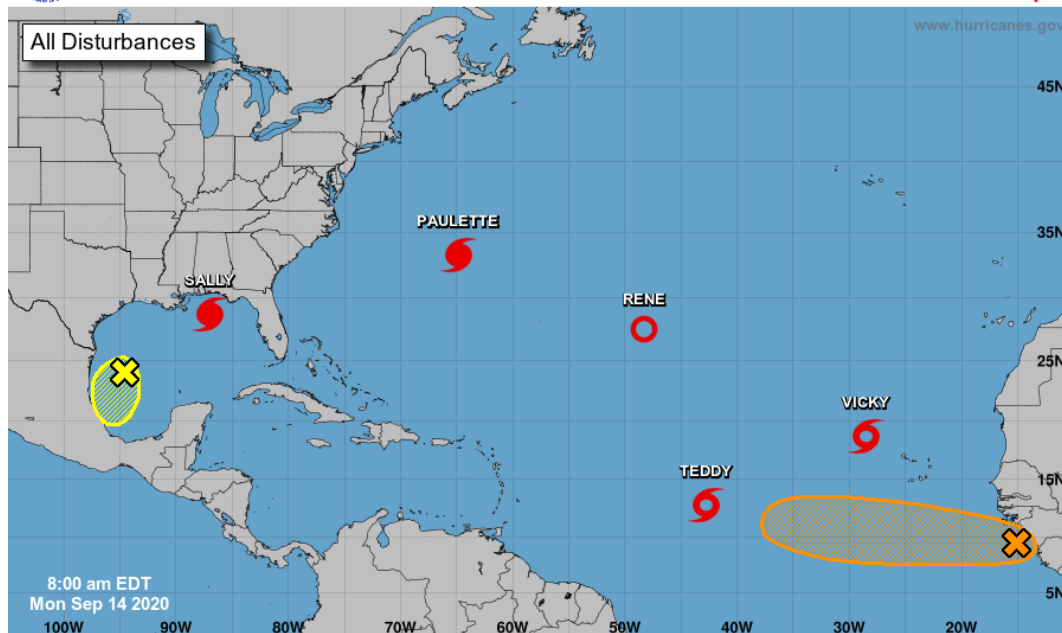 All Disturbances
www.hurricanes.gov
45N
PAULETTE
35N
SALLY
RENE
25N
VICKY
TEDDY
15N
8:00 am EDT
Mon Sep 14 2020
5N
100W 90W 80W 70W 60W 50W 40W 30W 20W